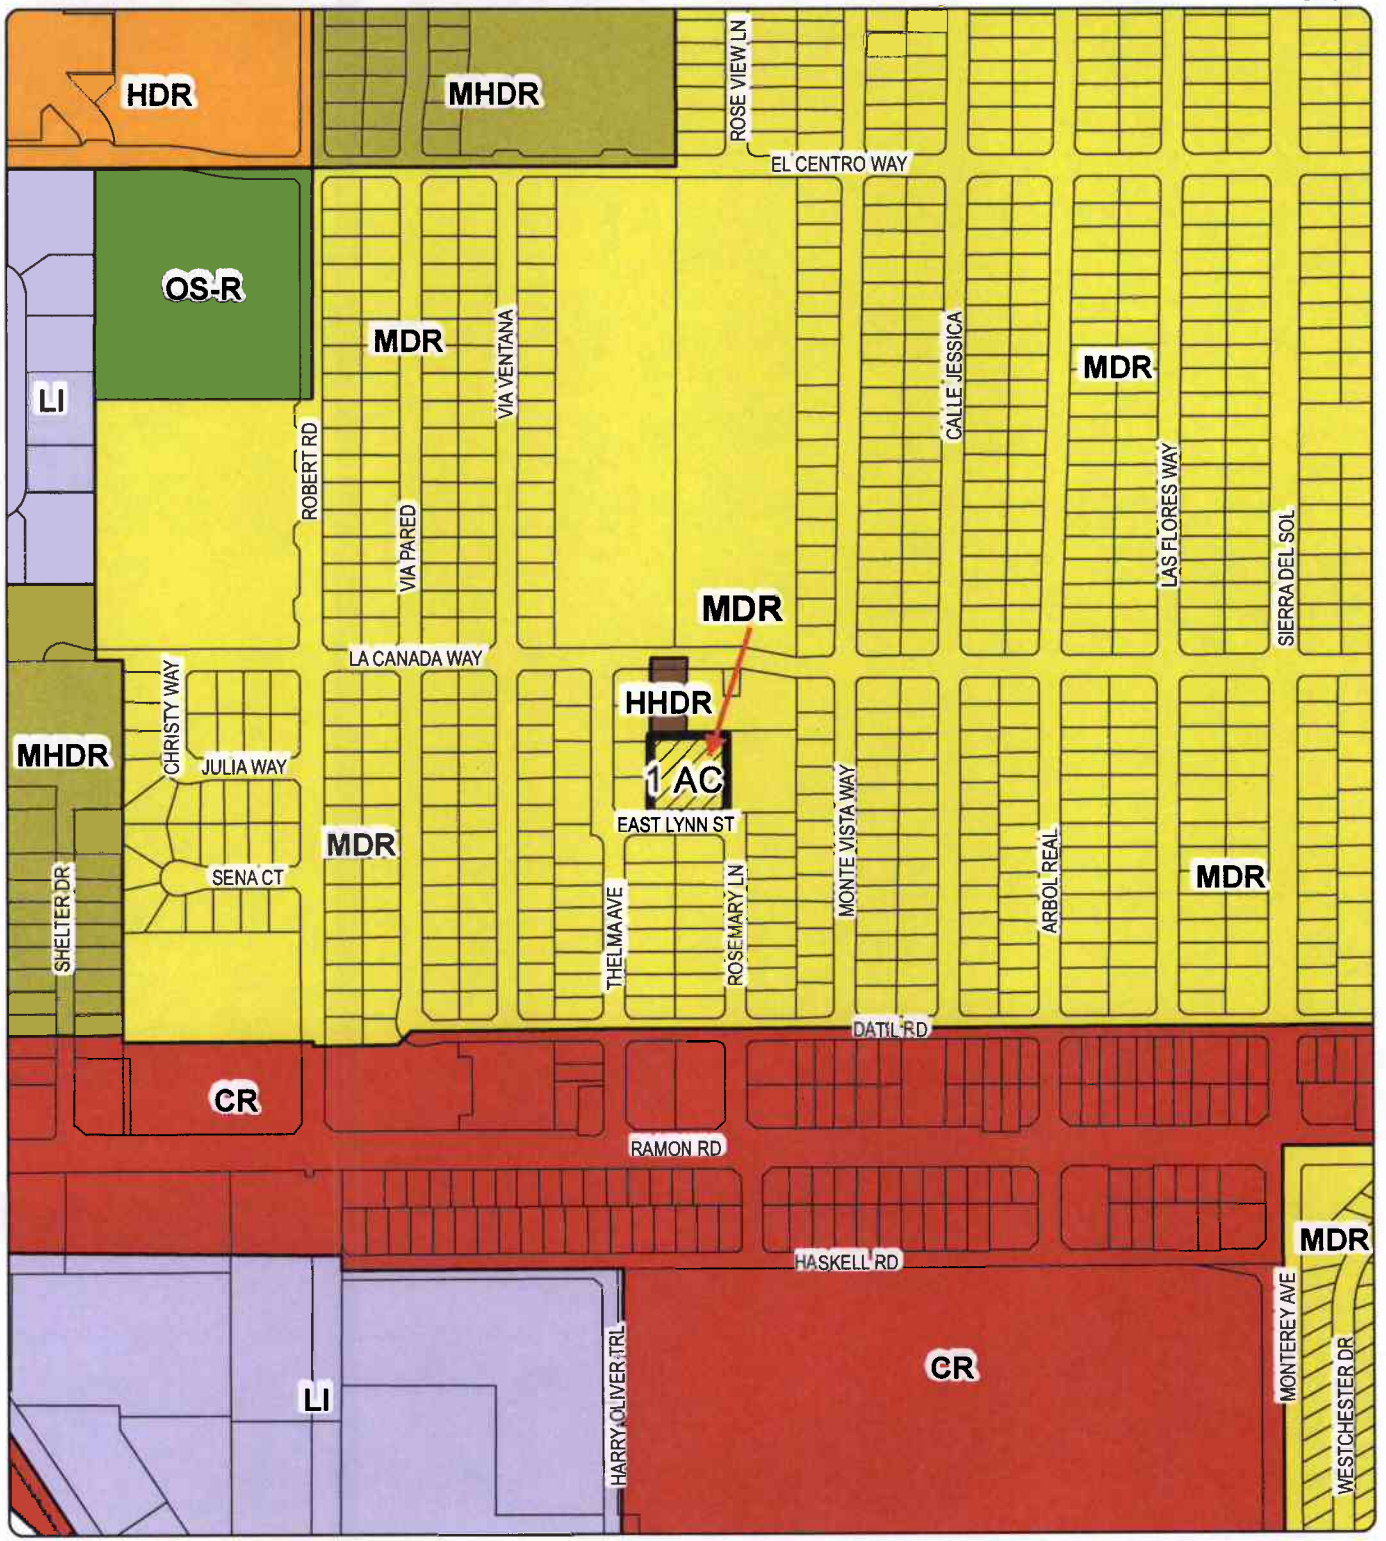 HDR
MHDR
ROSE VIEW LN
EL CENTRO WAY
OS-R
MDR
VIA VENTANA
CALLE JESSICA
MDR
LI
ROBERT RD
VIA PARED
LAS FLORES WAY
SIERRA DEL SOL
MDR
LA CANADA WAY
CHRISTY WAY
HHDR
MHDR
JULIA WAY
1 AC
EAST LYNN ST
MONTE VISTA WAY
MDR
SENA CT
SHELTER DR
THELMA AVE
ROSEMARY LN
ARBOL REAL
MDR
DATIL RD
CR
RAMON RD
MDR
HASKELL RD
MONTEREY AVE
WESTCHESTER DR
CR
LI
HARRY OLIVER TRL